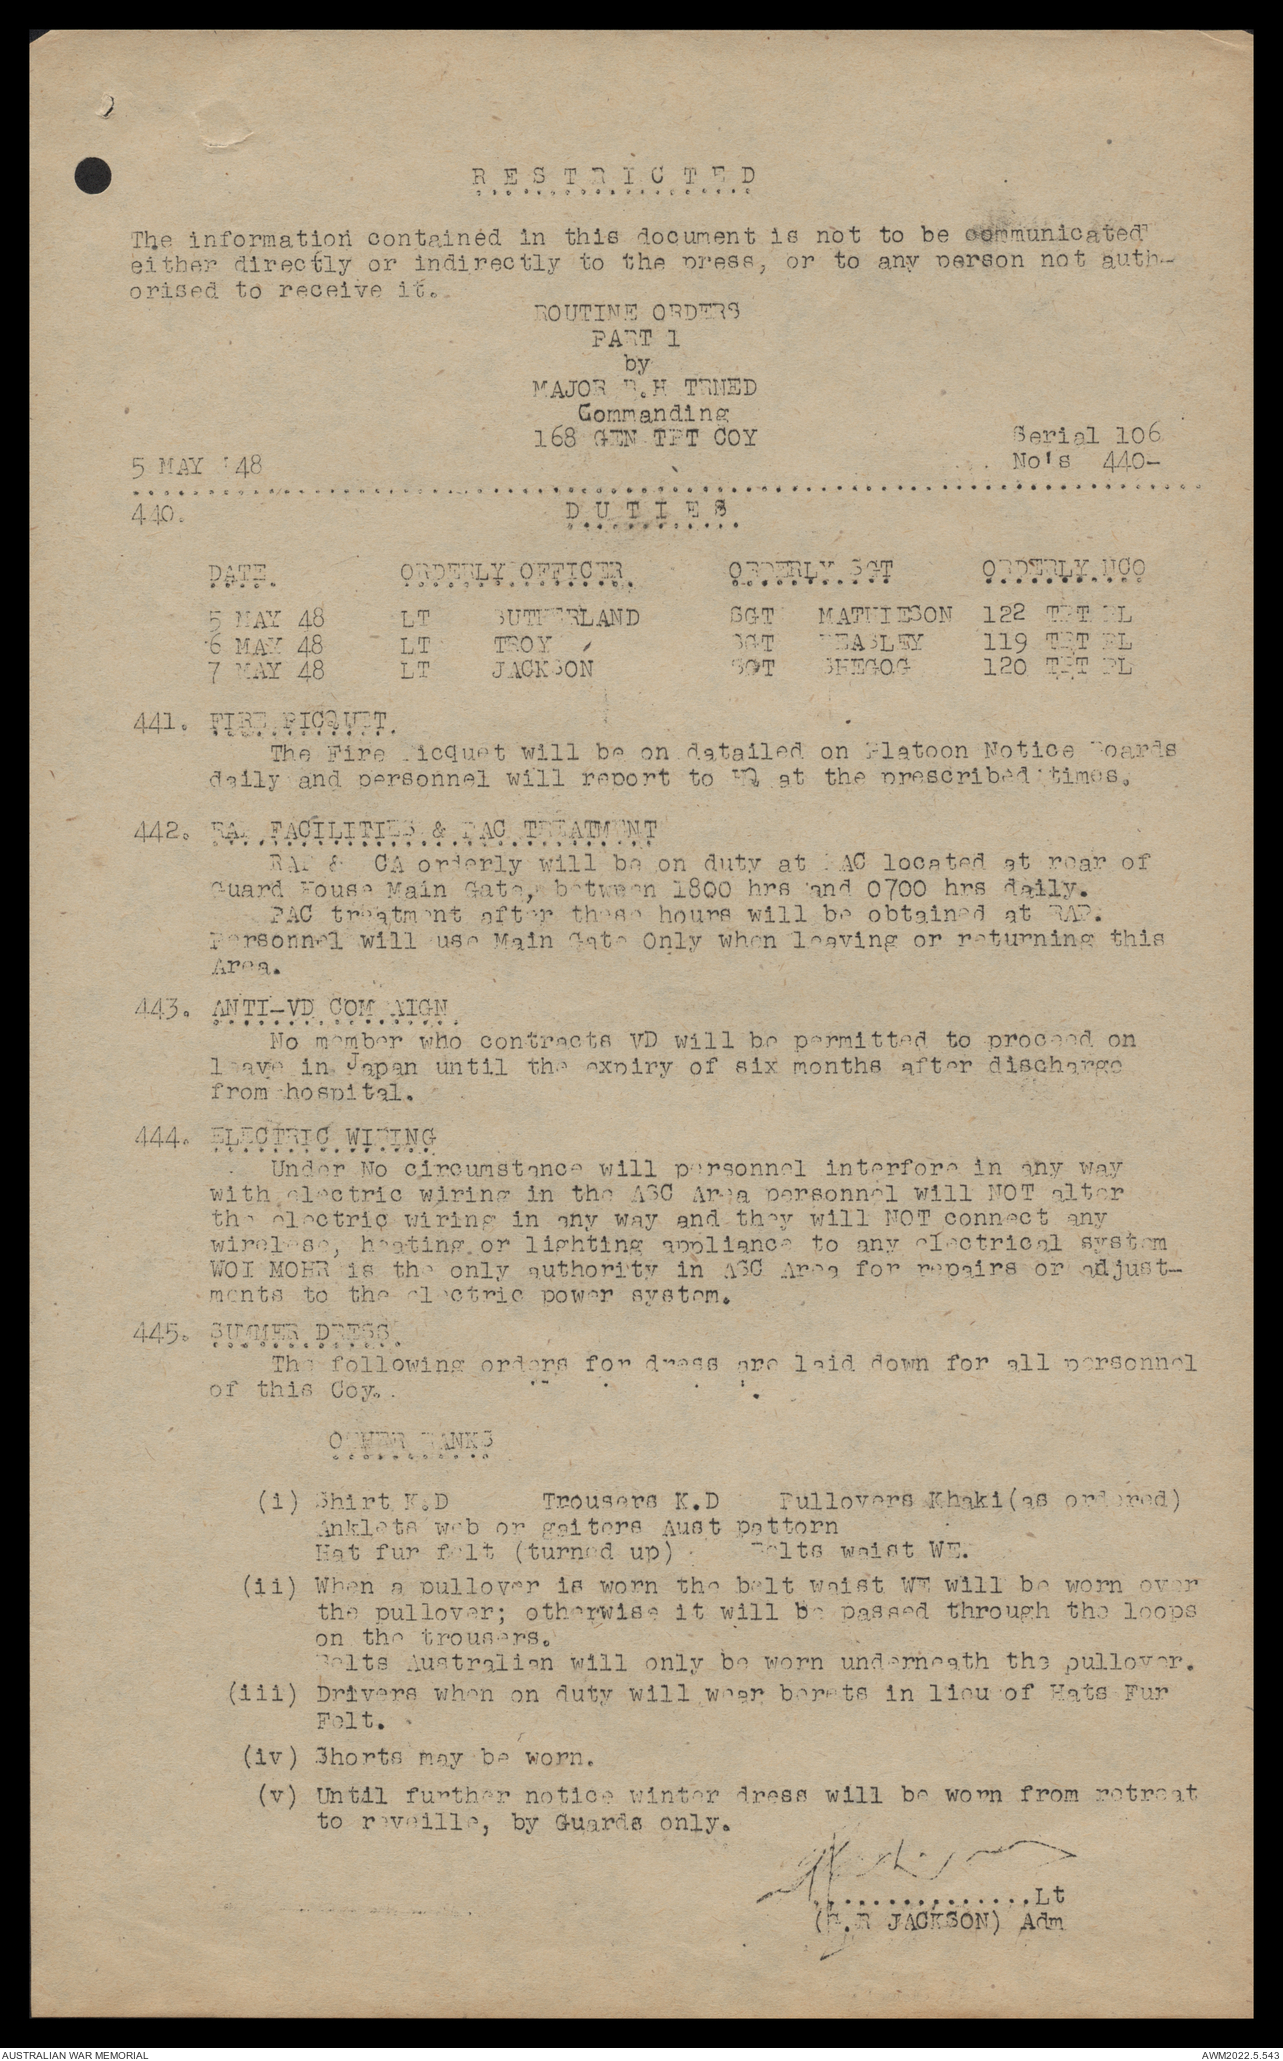 RESTRICTED
The information contained in this document is not to be communicated
either directly or indirectly to the press, or to any person not auth-
orised to receive it.
ROUTINE ORDERS
PART 1
by
MAJOR H
Commanding
168 GEN TPT COY
Serial 106
5 MAY '48
No's 440-
440.
DUTIES
DATE. ORDERLY OFFICER. ORDERLY SGT ORDERLY NCO
5 MAY 48 LT SUTHERLAND SGT MATHIESON 122 TPT PL
6 MAY 48 LT TROY SGT BEASLEY 119 TPT PL
7 MAY 48 LT JACKSON SGT SHEGOG 120 TPT PL
441. FIRE PICQUET.
The Fire Picquet will be on datailed on Platoon Notice Boards
daily and personnel will report to HQ at the prescribed times.
442. RAP FACILITIES & PAC TREATMENT
RAP & CA orderly will be on duty at PAC located at rear of
Guard House Main Gate, between 1800 hrs and 0700 hrs daily.
PAC treatment after these hours will be obtained at RAP.
Personnel will use Main Gate Only when leaving or returning this
Area.
443. ANTI-VD COMPAIGN
No member who contracts VD will be permitted to proceed on
leave in Japan until the expiry of six months after discharge
from hospital.
444. ELECTRIC WIRING
Under No circumstance will personnel interfere in any way
with electric wiring in the ASC Area personnel will NOT alter
the electric wiring in any way and they will NOT connect any
wireless, heating or lighting appliance to any electrical system
WOI MOHR is the only authority in ASC Area for repairs or adjust-
ments to the electric power system.
445. SUMMER DRESS
The following orders for dress are laid down for all personnel
of this Coy.
OTHER RANKS
(i) Shirt K.D Trousers K.D Pullovers Khaki(as ordered)
Anklets web or gaiters Aust pattorn
Hat fur felt (turned up) Belts waist WE.
(ii) When a pullover is worn the belt waist WE will be worn over
the pullover; otherwise it will be passed through the loops
on the trousers.
Belts Australian will only be worn underneath the pullover.
(iii) Drivers when on duty will wear berets in lieu of Hats Fur
Felt.
(iv) Shorts may be worn.
(v) Until further notice winter dress will be worn from retreat
to reveille, by Guards only.
..............Lt
JACKSON) Adm
AUSTRALIAN WAR MEMORIAL
AWM2022.5.543